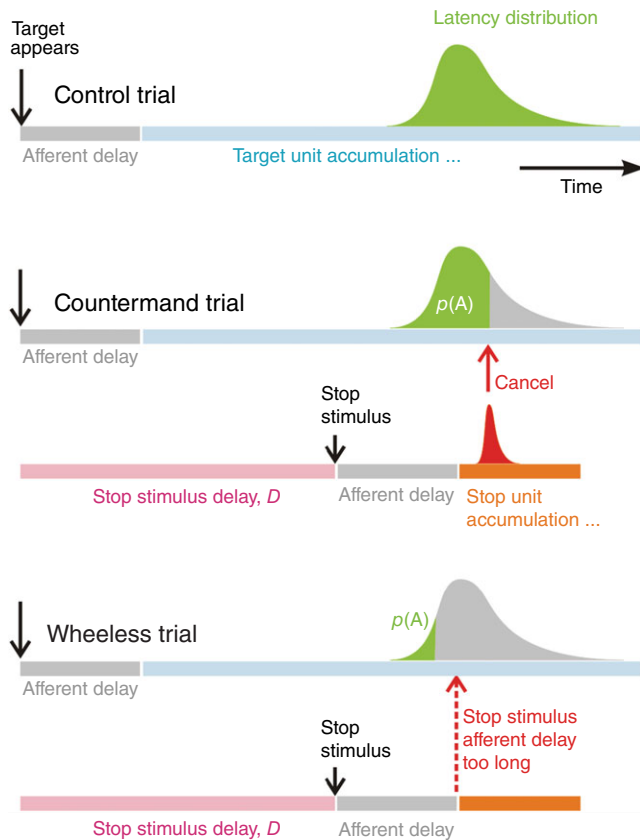 Target
appears
Latency distribution
Control trial
Afferent delay
Target unit accumulation ...
Time
Countermand trial
p(A)
Afferent delay
Cancel
Stop
stimulus
Stop stimulus delay, D
Afferent delay
Stop unit
accumulation ...
Wheeless trial
p(A)
Afferent delay
Stop
stimulus
Stop stimulus
afferent delay
too long
Stop stimulus delay, D
Afferent delay